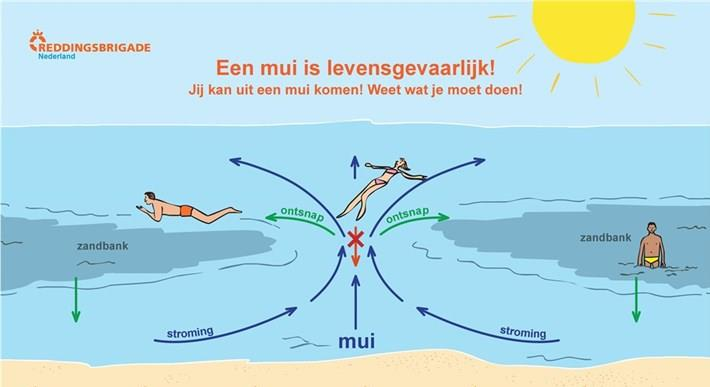 REDDINGSBRIGADE
Nederland
Een mui is levensgevaarlijk!
Jij kan uit een mui komen! Weet wat je moet doen!
ontsnap
ontsnap
zandbank
zandbank
stroming
mui
stroming